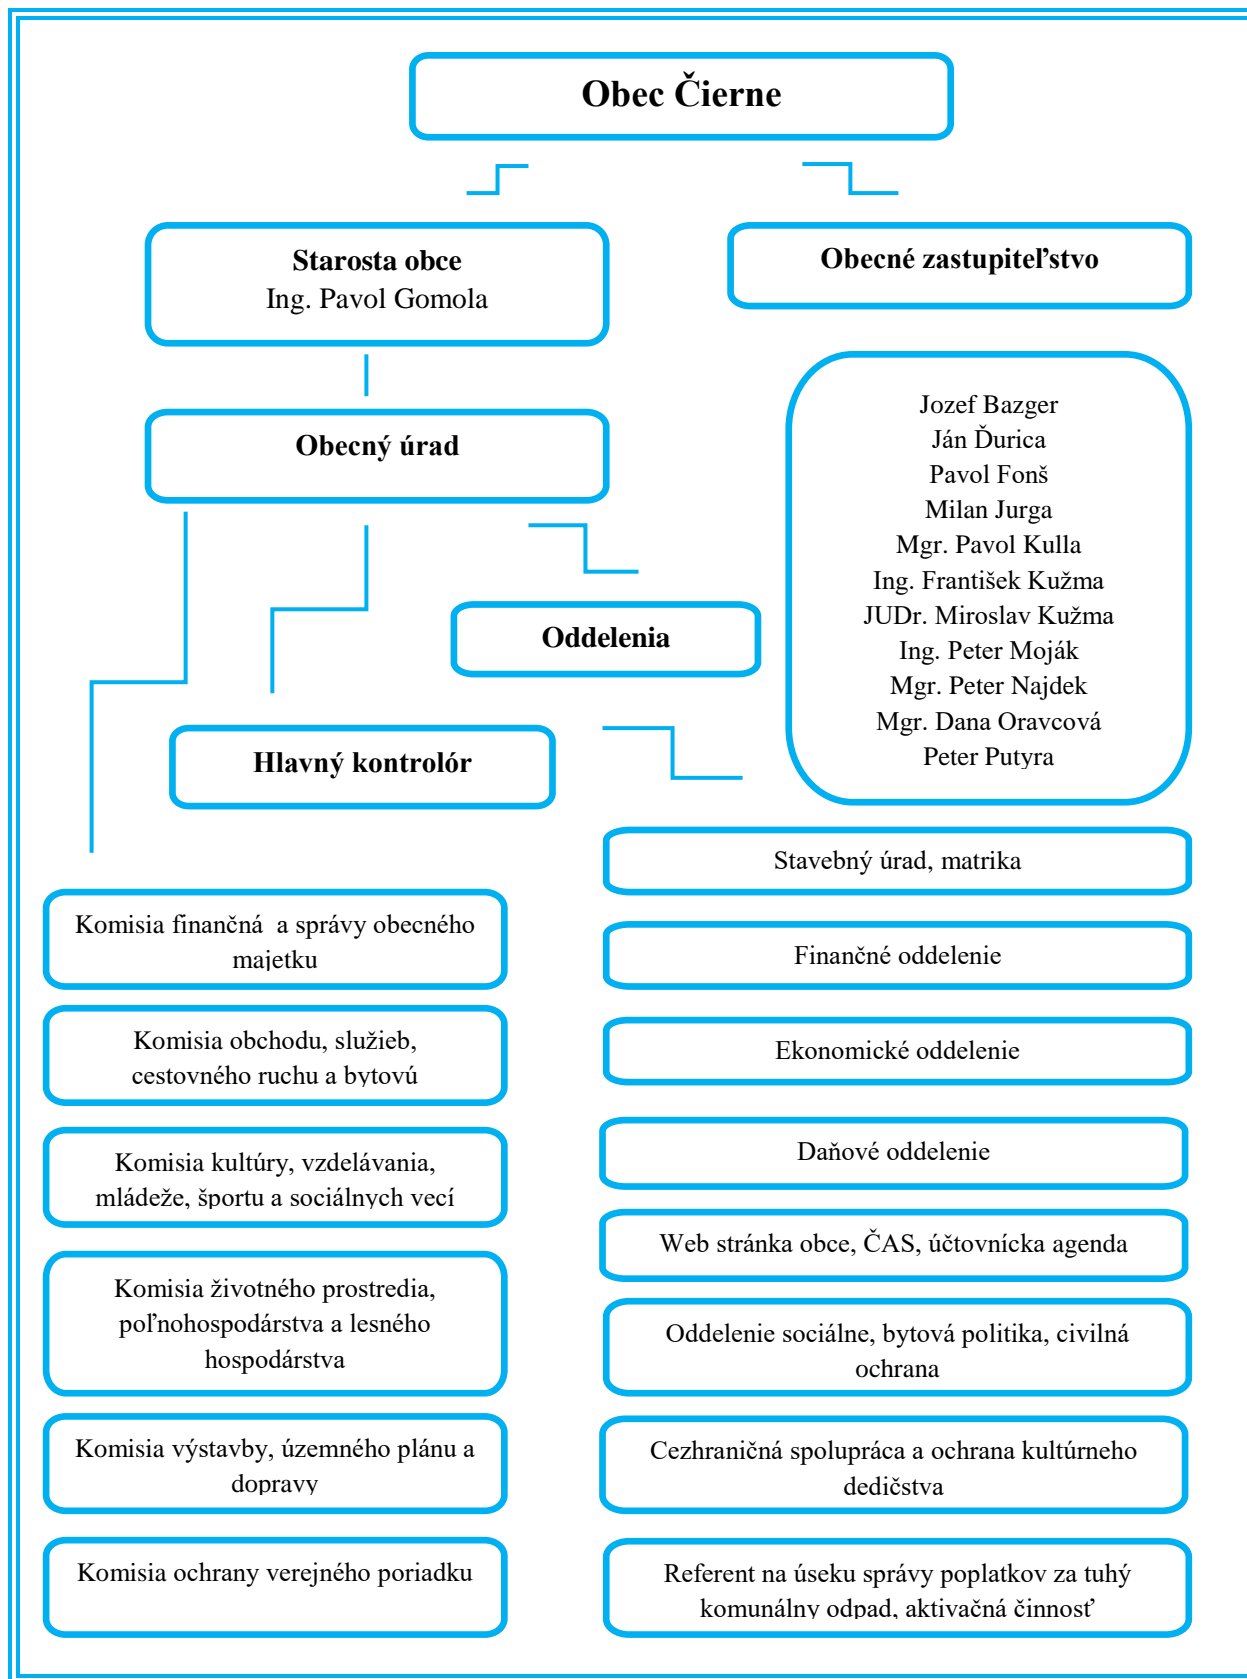 Obec Čierne
Starosta obce
Ing. Pavol Gomola
Obecné zastupiteľstvo
Obecný úrad
Jozef Bazger
Ján Ďurica
Pavol Fonš
Milan Jurga
Mgr. Pavol Kulla
Ing. František Kužma
JUDr. Miroslav Kužma
Ing. Peter Moják
Mgr. Peter Najdek
Mgr. Dana Oravcová
Peter Putyra
Oddelenia
Hlavný kontrolór
Komisia finančná a správy obecného
majetku
Komisia obchodu, služieb,
cestovného ruchu a bytovú
Komisia kultúry, vzdelávania,
mládeže, športu a sociálnych vecí
Komisia životného prostredia,
poľnohospodárstva a lesného
hospodárstva
Komisia výstavby, územného plánu a
dopravy
Komisia ochrany verejného poriadku
Stavebný úrad, matrika
Finančné oddelenie
Ekonomické oddelenie
Daňové oddelenie
Web stránka obce, ČAS, účtovnícka agenda
Oddelenie sociálne, bytová politika, civilná
ochrana
Cezhraničná spolupráca a ochrana kultúrneho
dedičstva
Referent na úseku správy poplatkov za tuhý
komunálny odpad, aktivačná činnosť